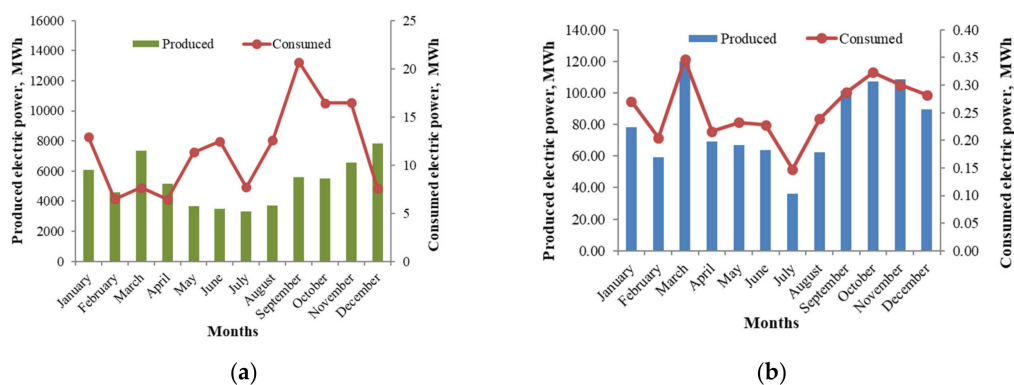 Produced electric power, MWh
16000
14000
12000
10000
8000
6000
4000
2000
0
Produced
Consumed
25
20
15
10
5
0
Consumed electric power, MWh
January
February
March
April
May
June
July
August
September
October
November
December
Months
(a)
Produced electric power, MWh
140.00
120.00
100.00
80.00
60.00
40.00
20.00
0.00
Produced
Consumed
0.40
0.35
0.30
0.25
0.20
0.15
0.10
0.05
0.00
Consumed electric power, MWh
January
February
March
April
May
June
July
August
September
October
November
December
Months
(b)